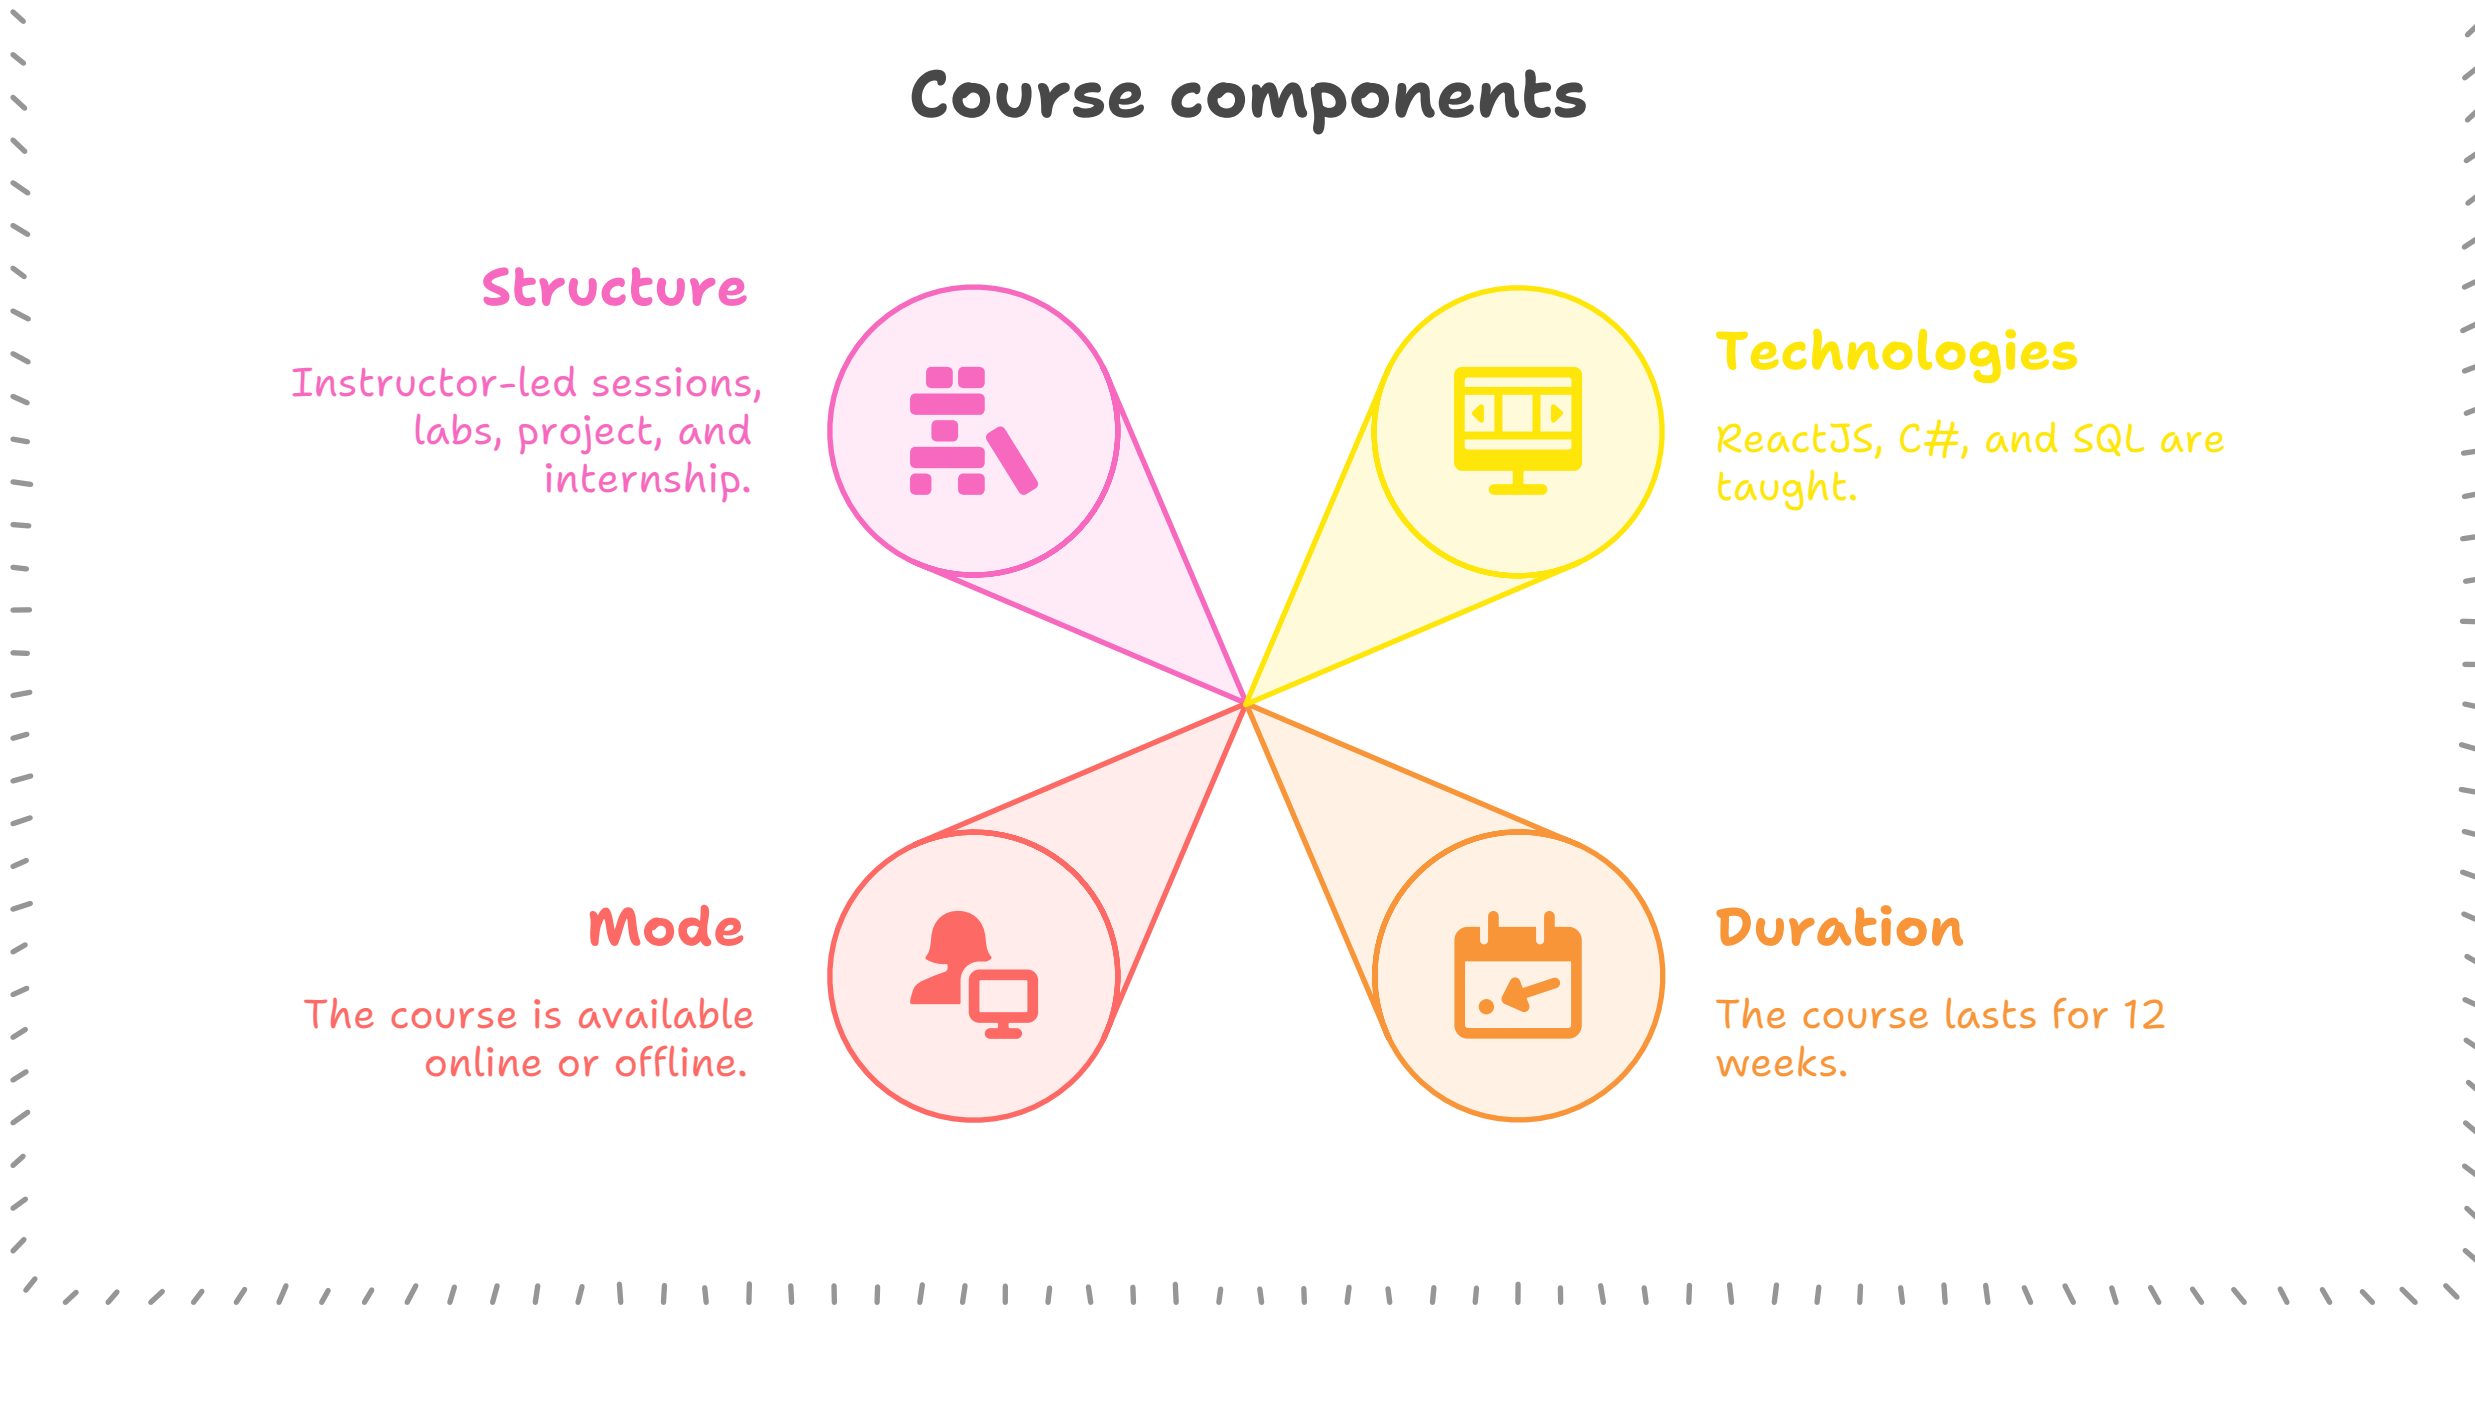 Course components
Structure
Instructor-led sessions,
labs, project, and
internship.
Technologies
ReactJS, C#, and SQL are
taught.
Mode
The course is available
online or offline.
Duration
The course lasts for 12
weeks.